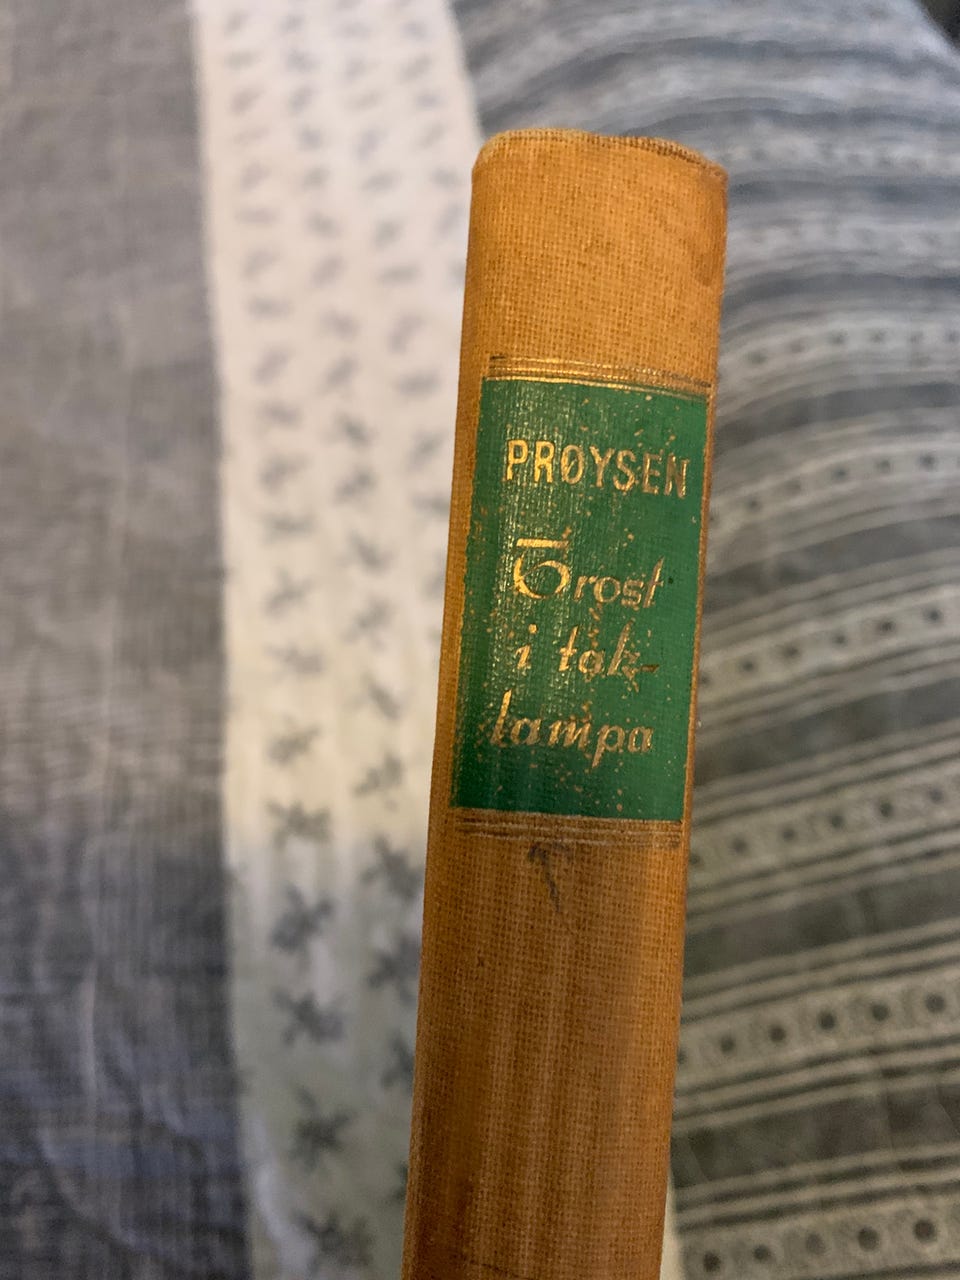 PRØYSEN
Trost
i tak-
lampa